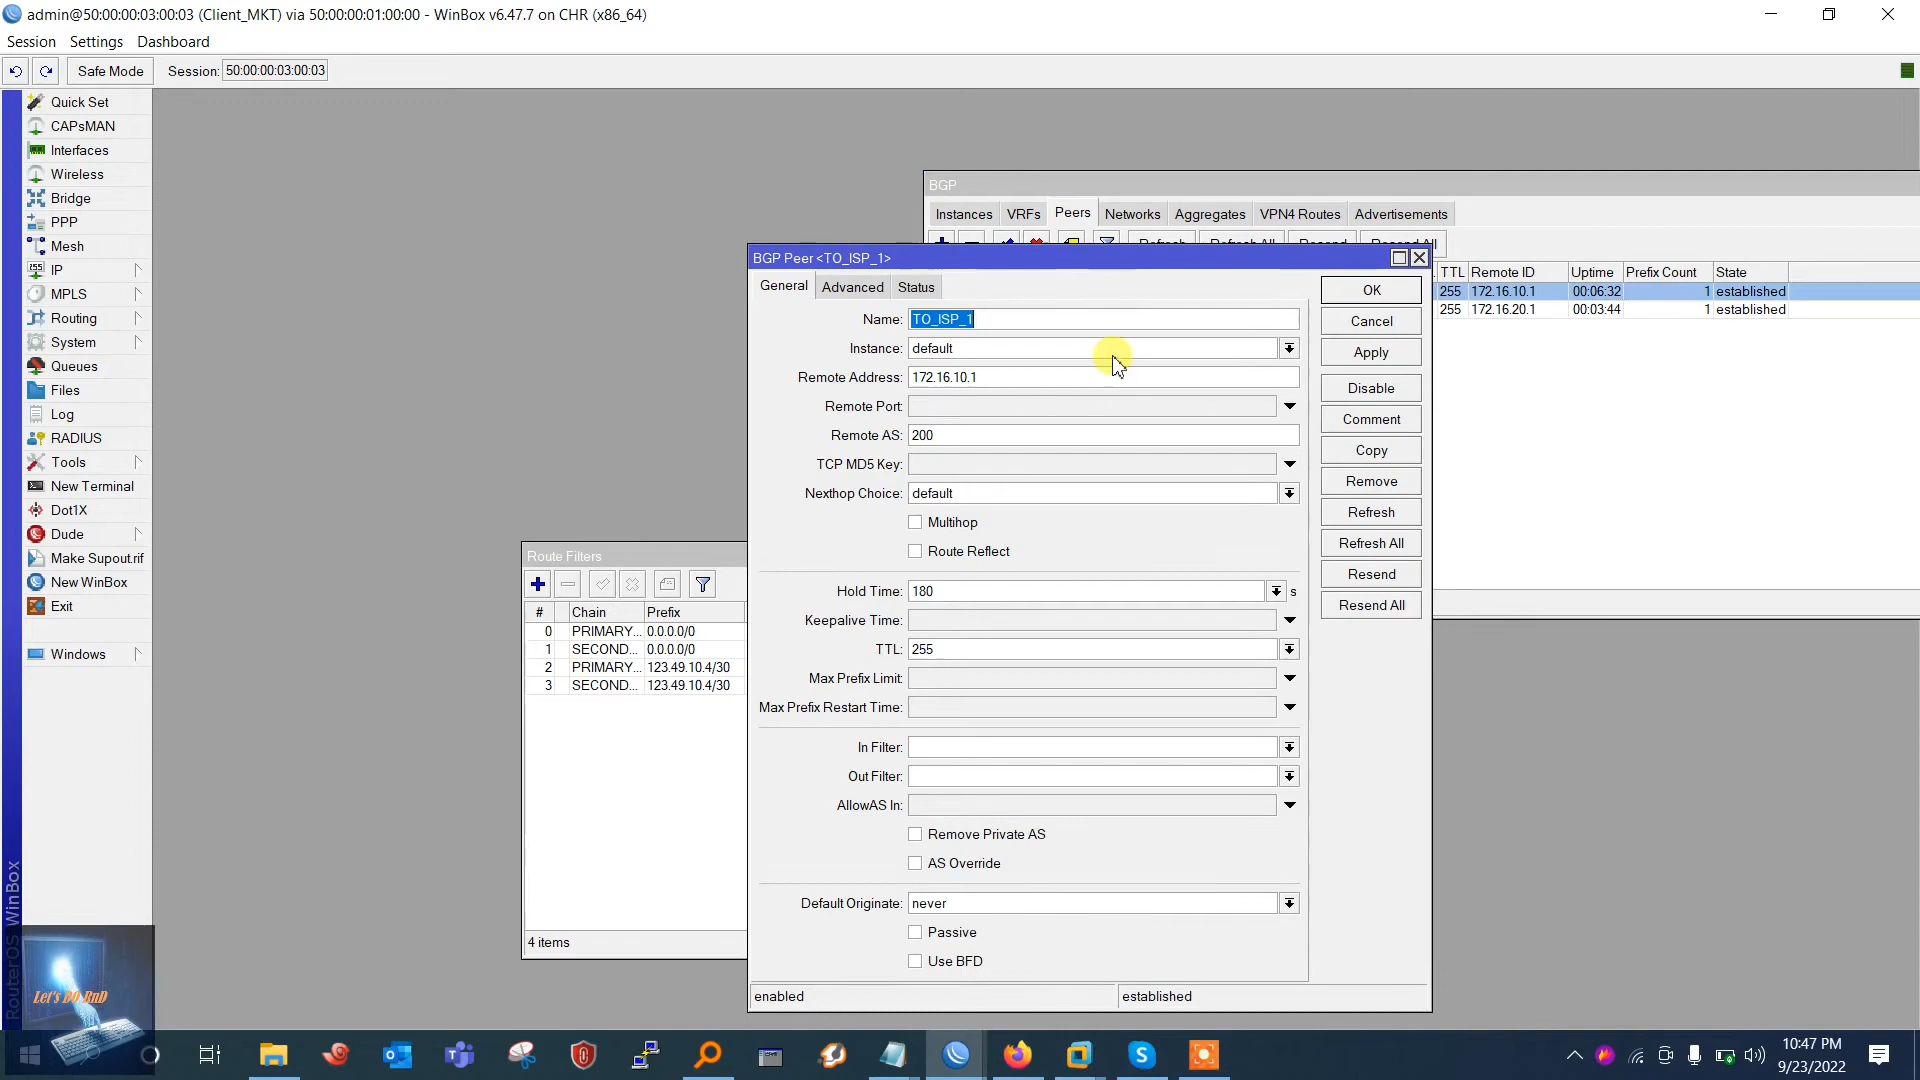 admin@50:00:00:03:00:03 (Client_MKT) via 50:00:00:01:00:00 - WinBox v6.47.7 on CHR (x86_64)
Session Settings Dashboard
Safe Mode Session: 50:00:00:03:00:03
Quick Set
CAPsMAN
Interfaces
Wireless
Bridge
PPP
Mesh
IP
MPLS
Routing
System
Queues
Files
Log
RADIUS
Tools
New Terminal
Dot1X
Dude
Make Supout.rif
New WinBox
Exit
Windows
RouterOS WinBox
Let's DO BnD
BGP
Instances VRFs Peers Networks Aggregates VPN4 Routes Advertisements
Refresh Refresh All Resend Resend All
TTL Remote ID Uptime Prefix Count State
255 172.16.10.1 00:06:32 1 established
255 172.16.20.1 00:03:44 1 established
Route Filters
# Chain Prefix
0 PRIMARY... 0.0.0.0/0
1 SECOND... 0.0.0.0/0
2 PRIMARY... 123.49.10.4/30
3 SECOND... 123.49.10.4/30
4 items
BGP Peer <TO_ISP_1>
General Advanced Status
Name: TO_ISP_1
Instance: default
Remote Address: 172.16.10.1
Remote Port:
Remote AS: 200
TCP MD5 Key:
Nexthop Choice: default
Multihop
Route Reflect
Hold Time: 180 s
Keepalive Time:
TTL: 255
Max Prefix Limit:
Max Prefix Restart Time:
In Filter:
Out Filter:
AllowAS In:
Remove Private AS
AS Override
Default Originate: never
Passive
Use BFD
enabled established
OK
Cancel
Apply
Disable
Comment
Copy
Remove
Refresh
Refresh All
Resend
Resend All
10:47 PM
9/23/2022